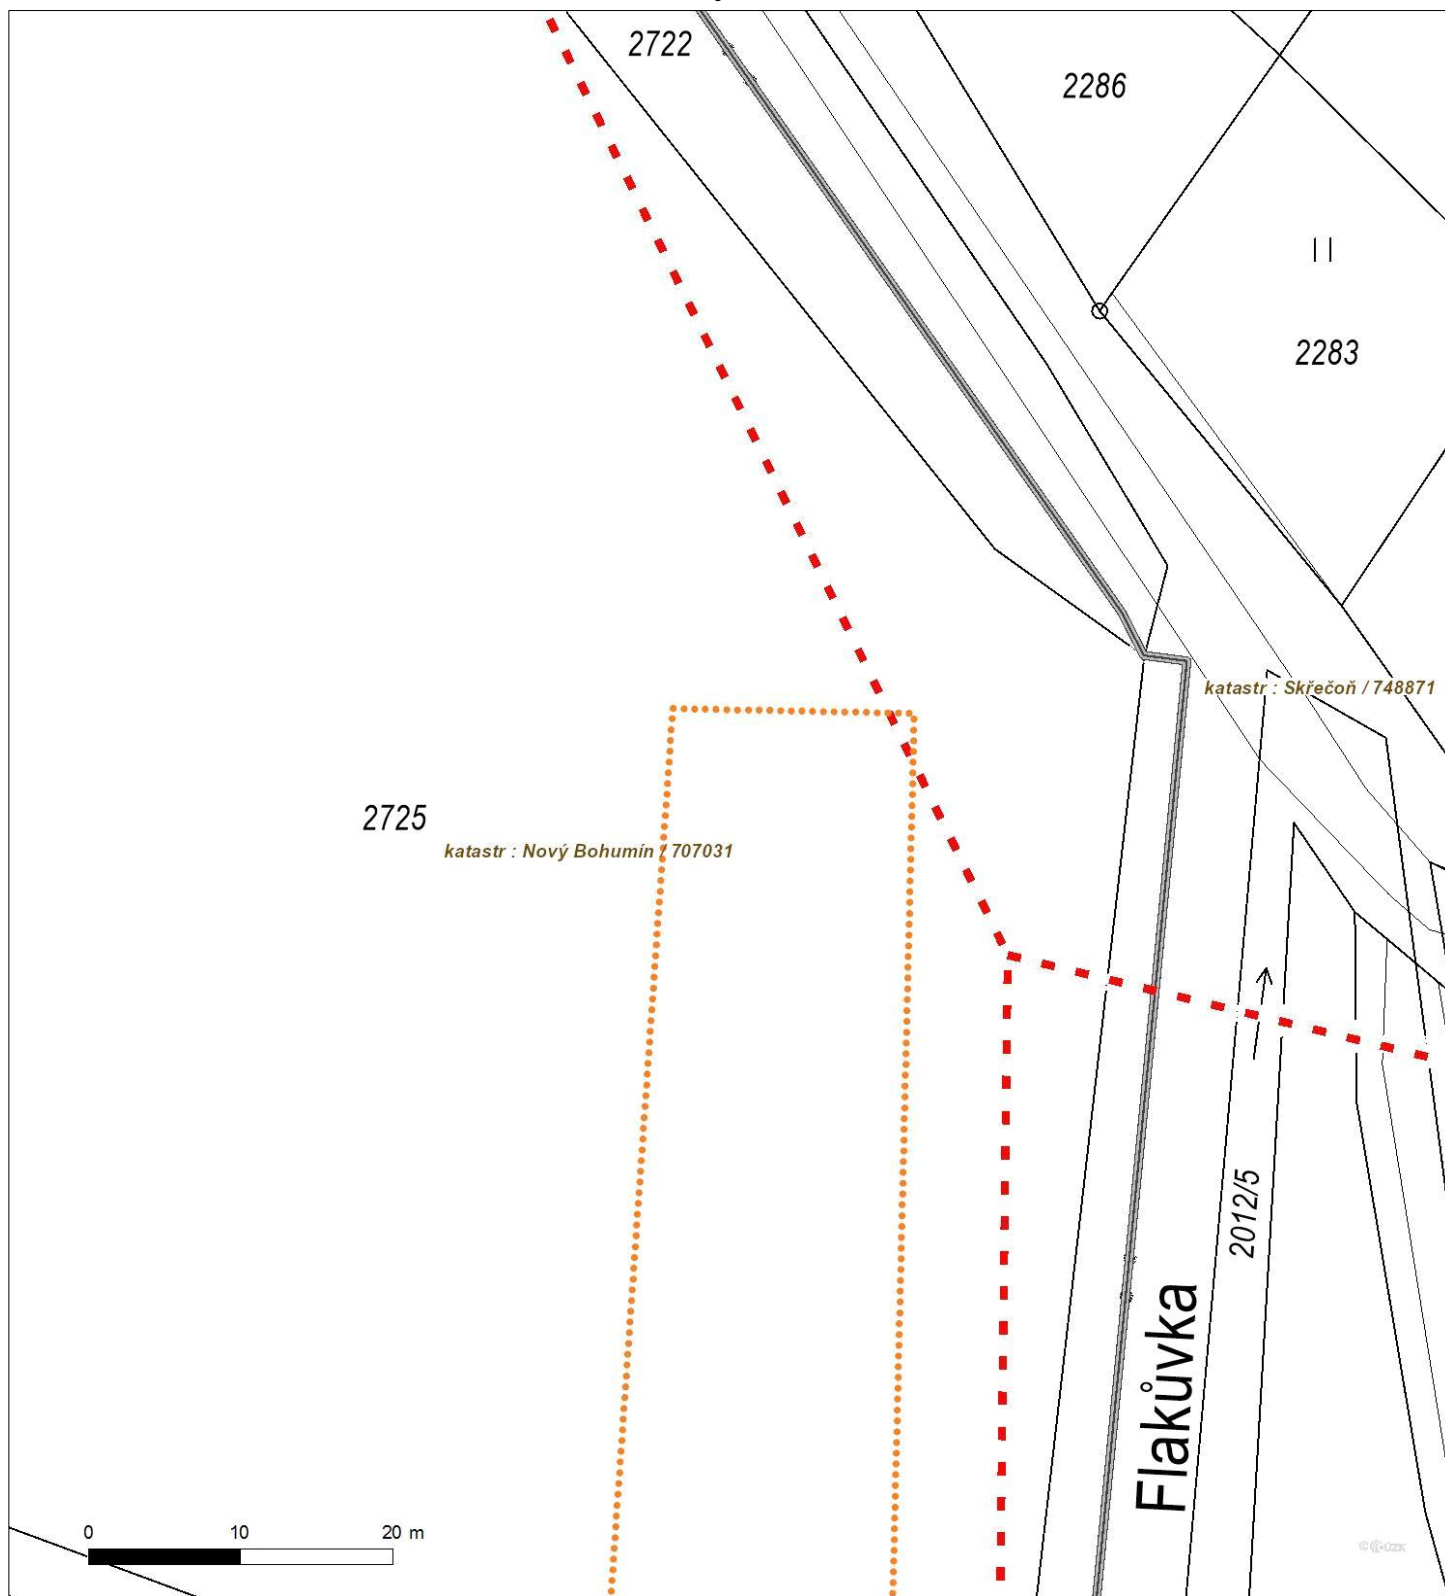 2722
2286
2283
katastr : Skřečoň / 748871
2725
katastr : Nový Bohumín / 707031
2012/5
Flakůvka
0 10 20 m